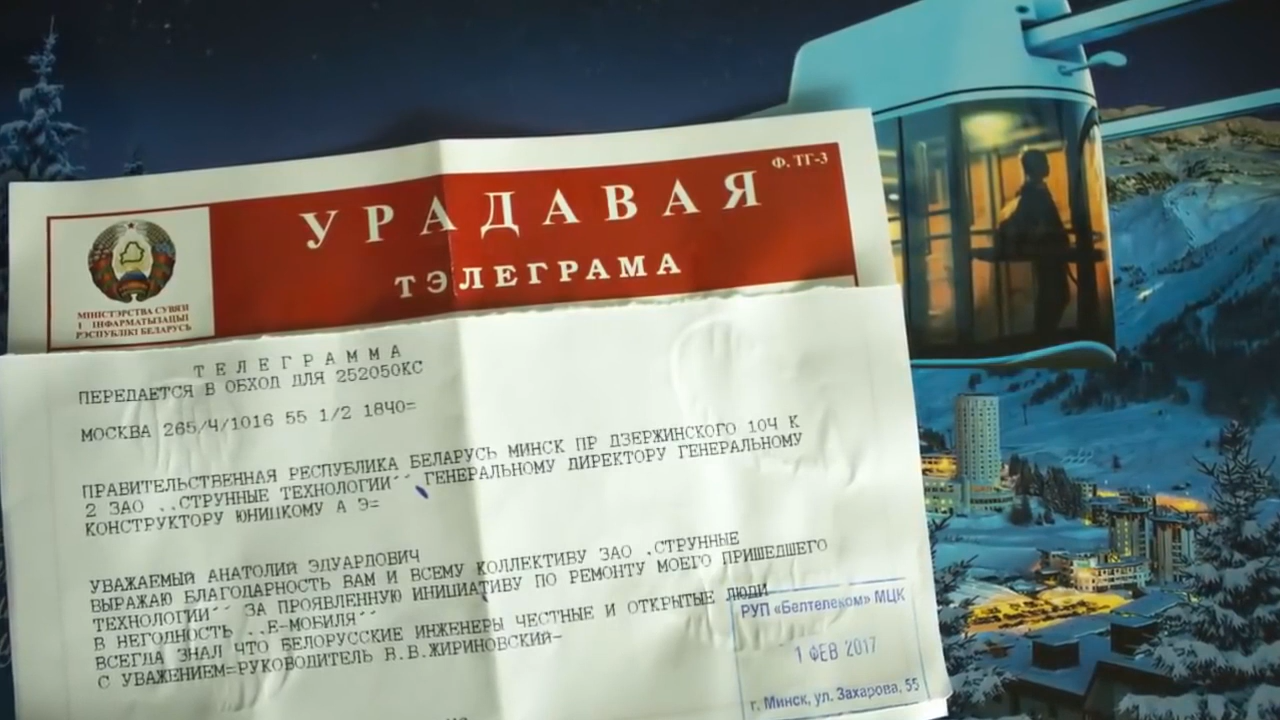 Ф. ТГ-3
УРАДАВАЯ
ТЭЛЕГРАМА
МІНІСТЭРСТВА СУВЯЗІ
І ІНФАРМАТЫЗАЦЫІ
РЭСПУБЛІКІ БЕЛАРУСЬ
ТЕЛЕГРАММА
ПЕРЕДАЕТСЯ В ОБХОД ДЛЯ 252050КС
МОСКВА 265/Ч/1016 55 1/2 18Ч0=
ПРАВИТЕЛЬСТВЕННАЯ РЕСПУБЛИКА БЕЛАРУСЬ МИНСК ПР ДЗЕРЖИНСКОГО 10Ч К
2 ЗАО ,,СТРУННЫЕ ТЕХНОЛОГИИ´´ ГЕНЕРАЛЬНОМУ ДИРЕКТОРУ ГЕНЕРАЛЬНОМУ
КОНСТРУКТОРУ ЮНИЦКОМУ А Э=
УВАЖАЕМЫЙ АНАТОЛИЙ ЭДУАРДОВИЧ
ВЫРАЖАЮ БЛАГОДАРНОСТЬ ВАМ И ВСЕМУ КОЛЛЕКТИВУ ЗАО ,СТРУННЫЕ
ТЕХНОЛОГИИ´´ ЗА ПРОЯВЛЕННУЮ ИНИЦИАТИВУ ПО РЕМОНТУ МОЕГО ПРИШЕДШЕГО
В НЕГОДНОСТЬ ,,Е-МОБИЛЯ´´
ВСЕГДА ЗНАЛ ЧТО БЕЛОРУССКИЕ ИНЖЕНЕРЫ ЧЕСТНЫЕ И ОТКРЫТЫЕ ЛЮДИ
С УВАЖЕНИЕМ=РУКОВОДИТЕЛЬ В.В.ЖИРИНОВСКИЙ-
РУП «Белтелеком» МЦК
1 ФЕВ 2017
г. Минск, ул. Захарова, 55